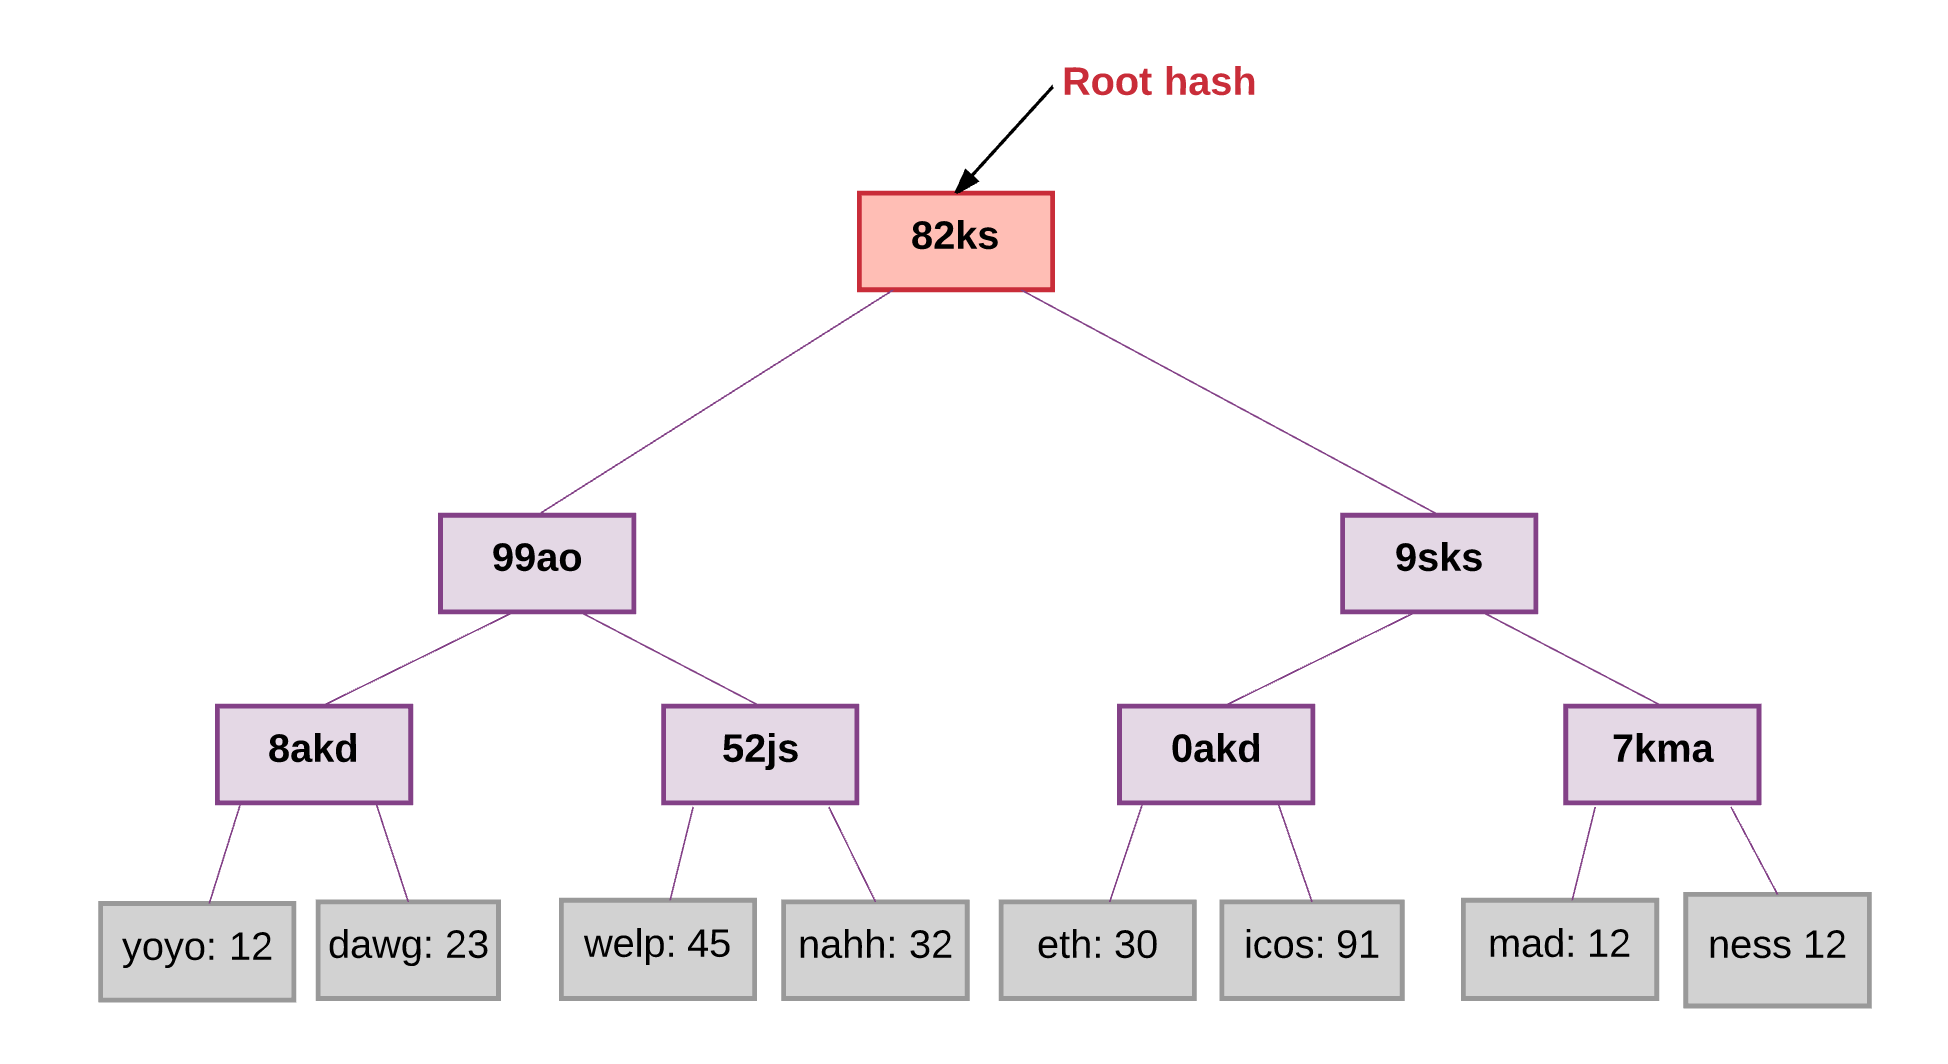 Root hash
82ks
99ao
9sks
8akd
52js
0akd
7kma
yoyo: 12
dawg: 23
welp: 45
nahh: 32
eth: 30
icos: 91
mad: 12
ness 12